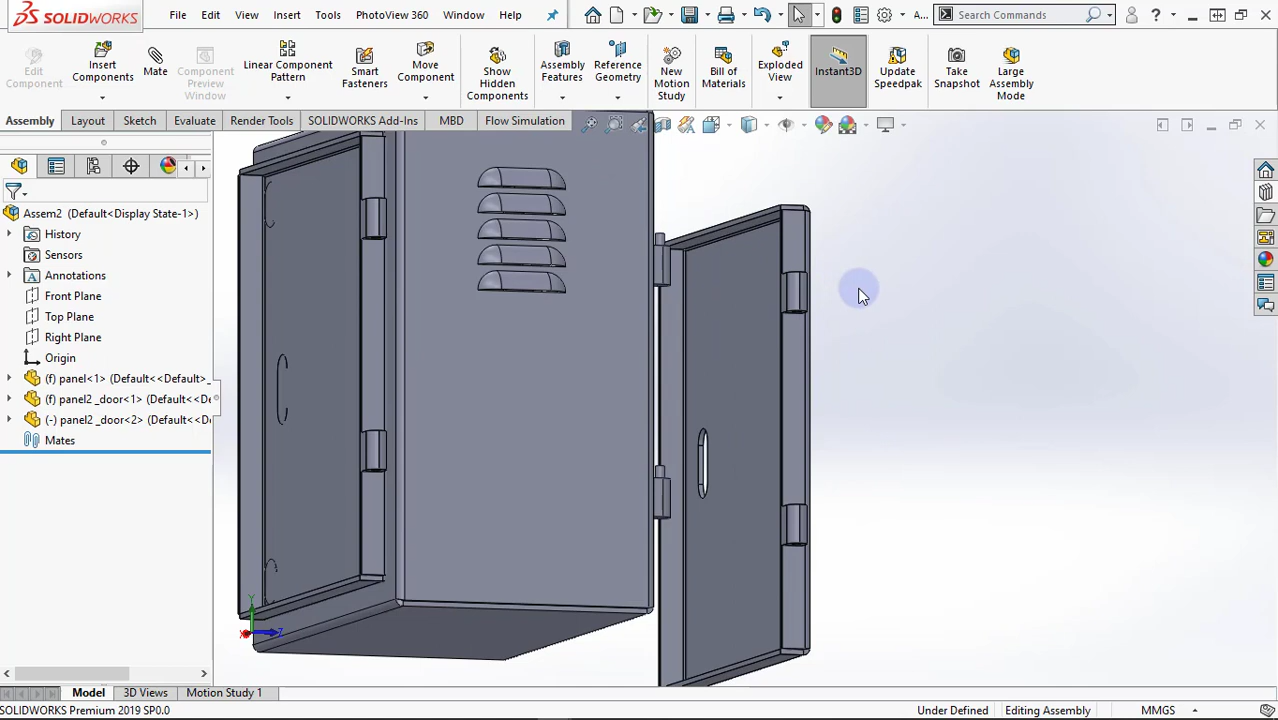 SOLIDWORKS
File Edit View Insert Tools PhotoView 360 Window Help
A...
Search Commands
Edit Component
Insert Components
Mate
Component Preview Window
Linear Component Pattern
Smart Fasteners
Move Component
Show Hidden Components
Assembly Features
Reference Geometry
New Motion Study
Bill of Materials
Exploded View
Instant3D
Update Speedpak
Take Snapshot
Large Assembly Mode
Assembly Layout Sketch Evaluate Render Tools SOLIDWORKS Add-Ins MBD Flow Simulation
Assem2 (Default<Display State-1>)
History
Sensors
Annotations
Front Plane
Top Plane
Right Plane
Origin
(f) panel<1> (Default<<Default>_
(f) panel2 _door<1> (Default<<De
(-) panel2 _door<2> (Default<<De
Mates
Y
X
Z
Model 3D Views Motion Study 1
SOLIDWORKS Premium 2019 SP0.0 Under Defined Editing Assembly MMGS